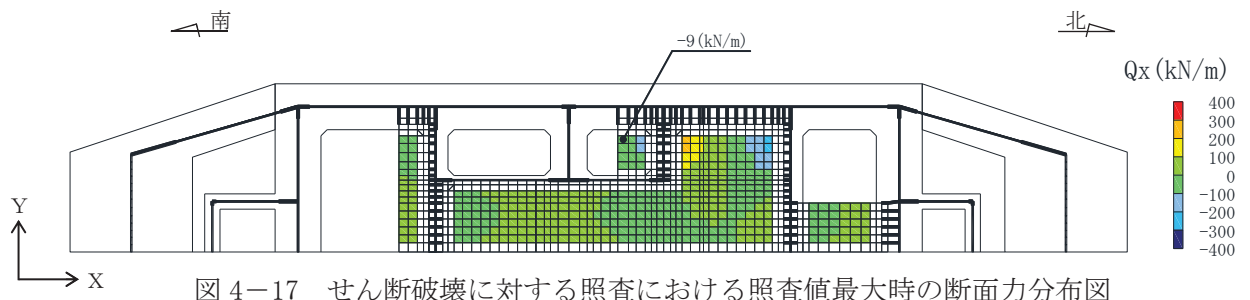 南
北
-9(kN/m)
Qx(kN/m)
400
300
200
100
0
-100
-200
-300
-400
Y
X
図 4－17 せん断破壊に対する照査における照査値最大時の断面力分布図